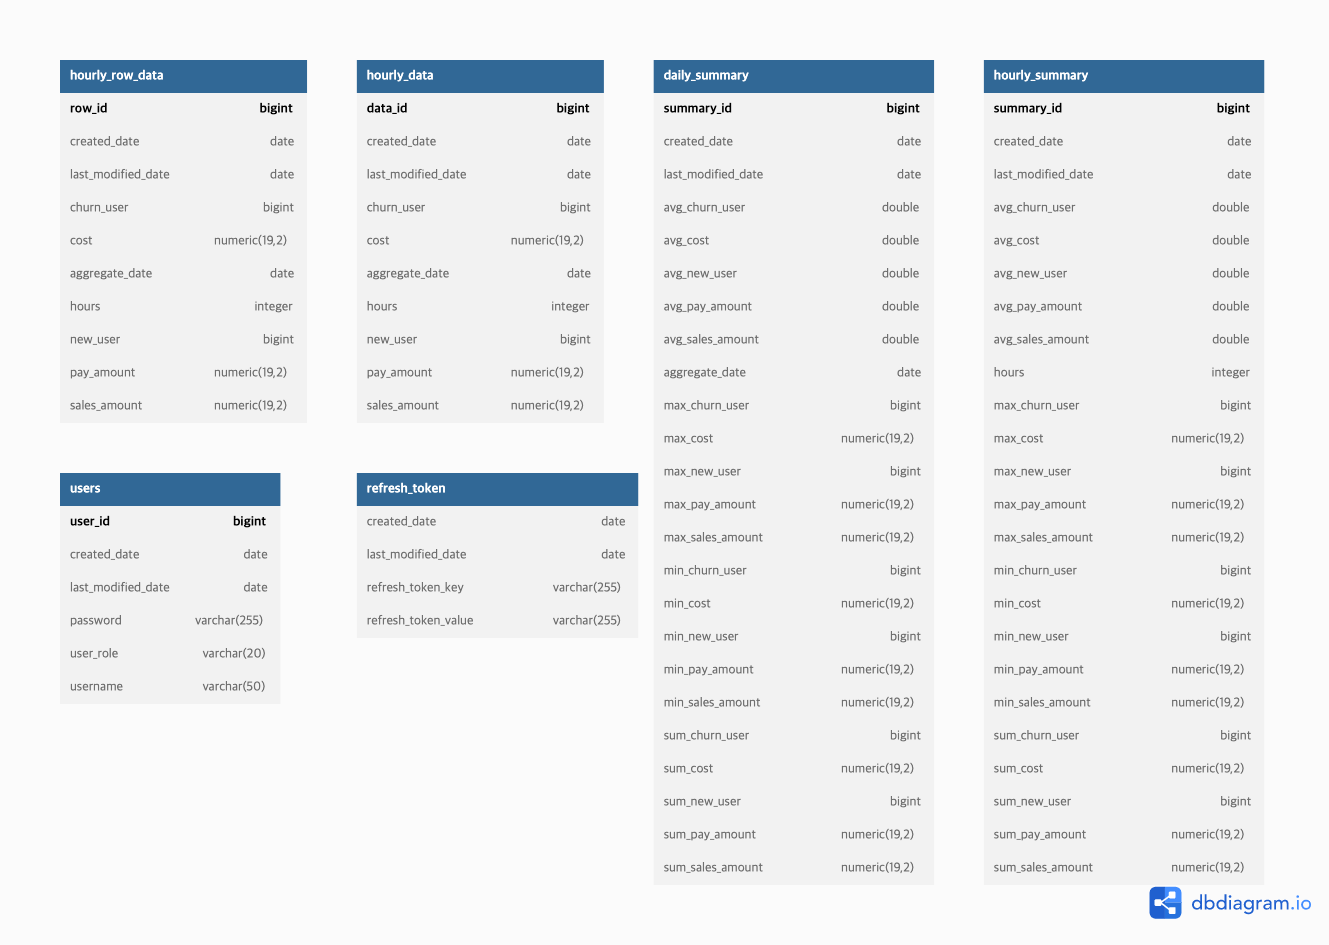 hourly_row_data
row_id bigint
created_date date
last_modified_date date
churn_user bigint
cost numeric(19,2)
aggregate_date date
hours integer
new_user bigint
pay_amount numeric(19,2)
sales_amount numeric(19,2)
hourly_data
data_id bigint
created_date date
last_modified_date date
churn_user bigint
cost numeric(19,2)
aggregate_date date
hours integer
new_user bigint
pay_amount numeric(19,2)
sales_amount numeric(19,2)
daily_summary
summary_id bigint
created_date date
last_modified_date date
avg_churn_user double
avg_cost double
avg_new_user double
avg_pay_amount double
avg_sales_amount double
aggregate_date date
max_churn_user bigint
max_cost numeric(19,2)
max_new_user bigint
max_pay_amount numeric(19,2)
max_sales_amount numeric(19,2)
min_churn_user bigint
min_cost numeric(19,2)
min_new_user bigint
min_pay_amount numeric(19,2)
min_sales_amount numeric(19,2)
sum_churn_user bigint
sum_cost numeric(19,2)
sum_new_user bigint
sum_pay_amount numeric(19,2)
sum_sales_amount numeric(19,2)
hourly_summary
summary_id bigint
created_date date
last_modified_date date
avg_churn_user double
avg_cost double
avg_new_user double
avg_pay_amount double
avg_sales_amount double
hours integer
max_churn_user bigint
max_cost numeric(19,2)
max_new_user bigint
max_pay_amount numeric(19,2)
max_sales_amount numeric(19,2)
min_churn_user bigint
min_cost numeric(19,2)
min_new_user bigint
min_pay_amount numeric(19,2)
min_sales_amount numeric(19,2)
sum_churn_user bigint
sum_cost numeric(19,2)
sum_new_user bigint
sum_pay_amount numeric(19,2)
sum_sales_amount numeric(19,2)
users
user_id bigint
created_date date
last_modified_date date
password varchar(255)
user_role varchar(20)
username varchar(50)
refresh_token
created_date date
last_modified_date date
refresh_token_key varchar(255)
refresh_token_value varchar(255)
dbdiagram.io